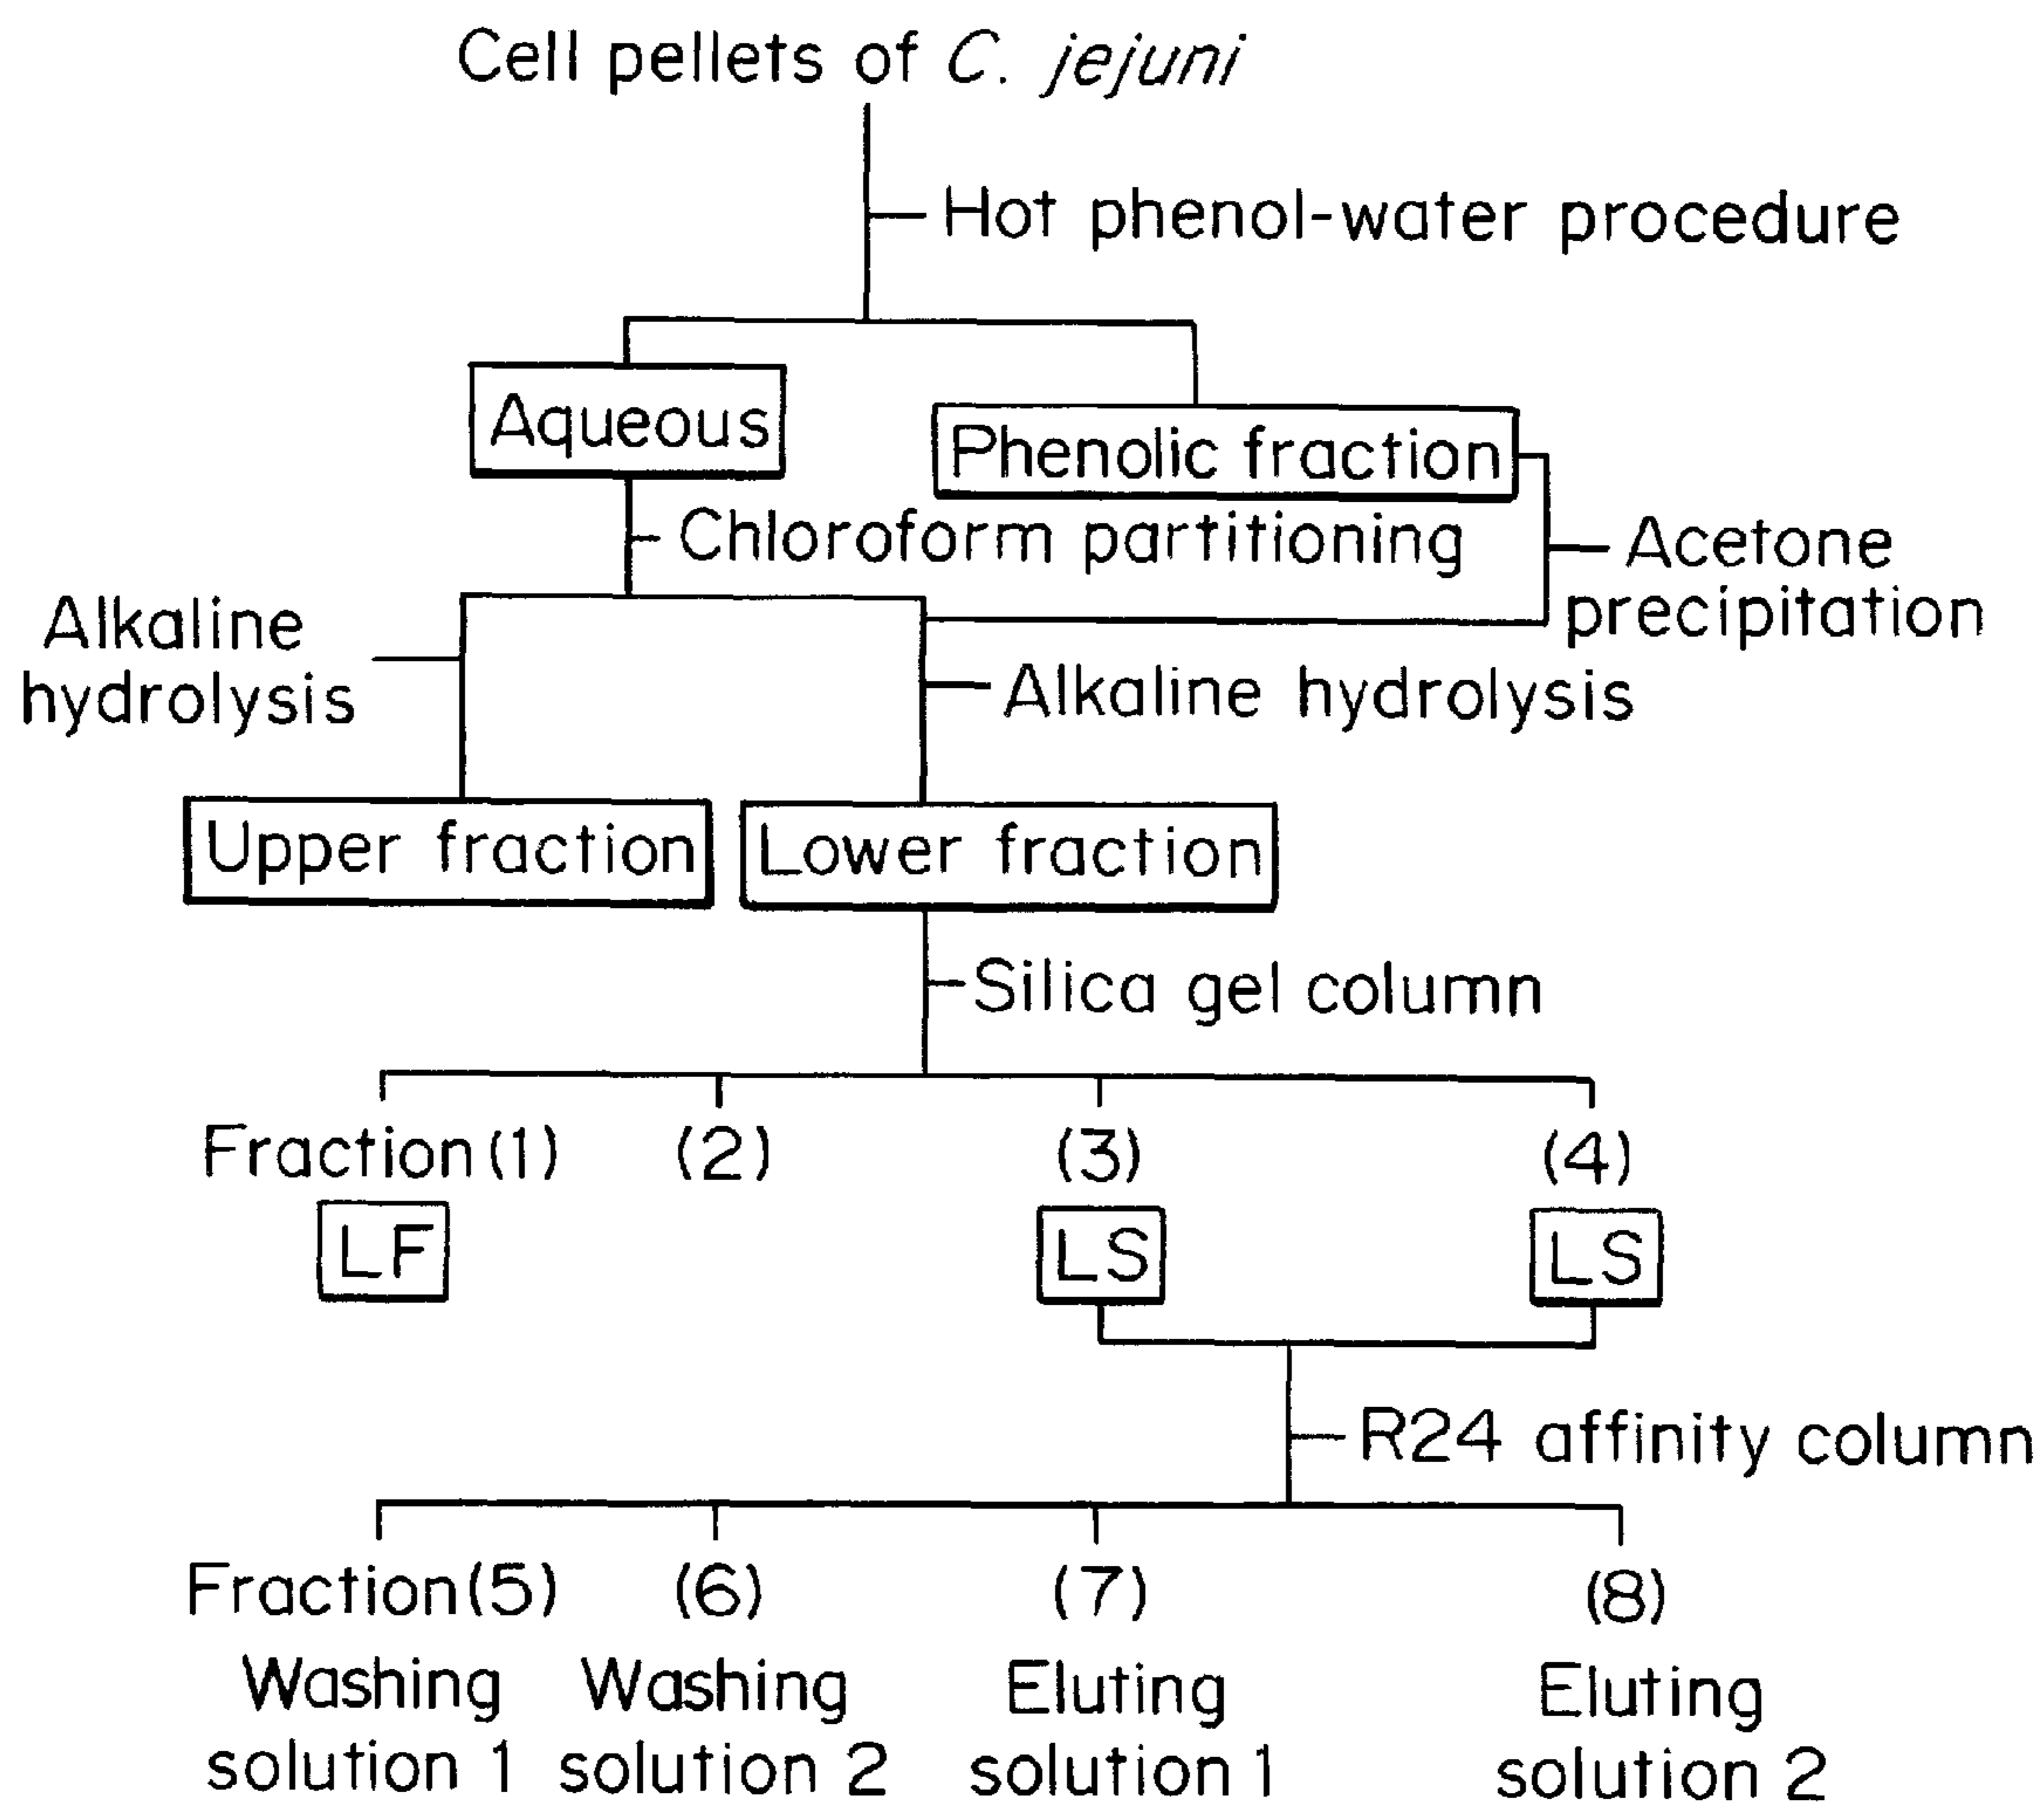 Cell pellets of C. jejuni
Hot phenol-water procedure
Aqueous
Phenolic fraction
Chloroform partitioning
Acetone
precipitation
Alkaline
hydrolysis
Alkaline hydrolysis
Upper fraction
Lower fraction
Silica gel column
Fraction (1) (2) (3) (4)
LF LS LS
R24 affinity column
Fraction (5) (6) (7) (8)
Washing Washing Eluting Eluting
solution 1 solution 2 solution 1 solution 2